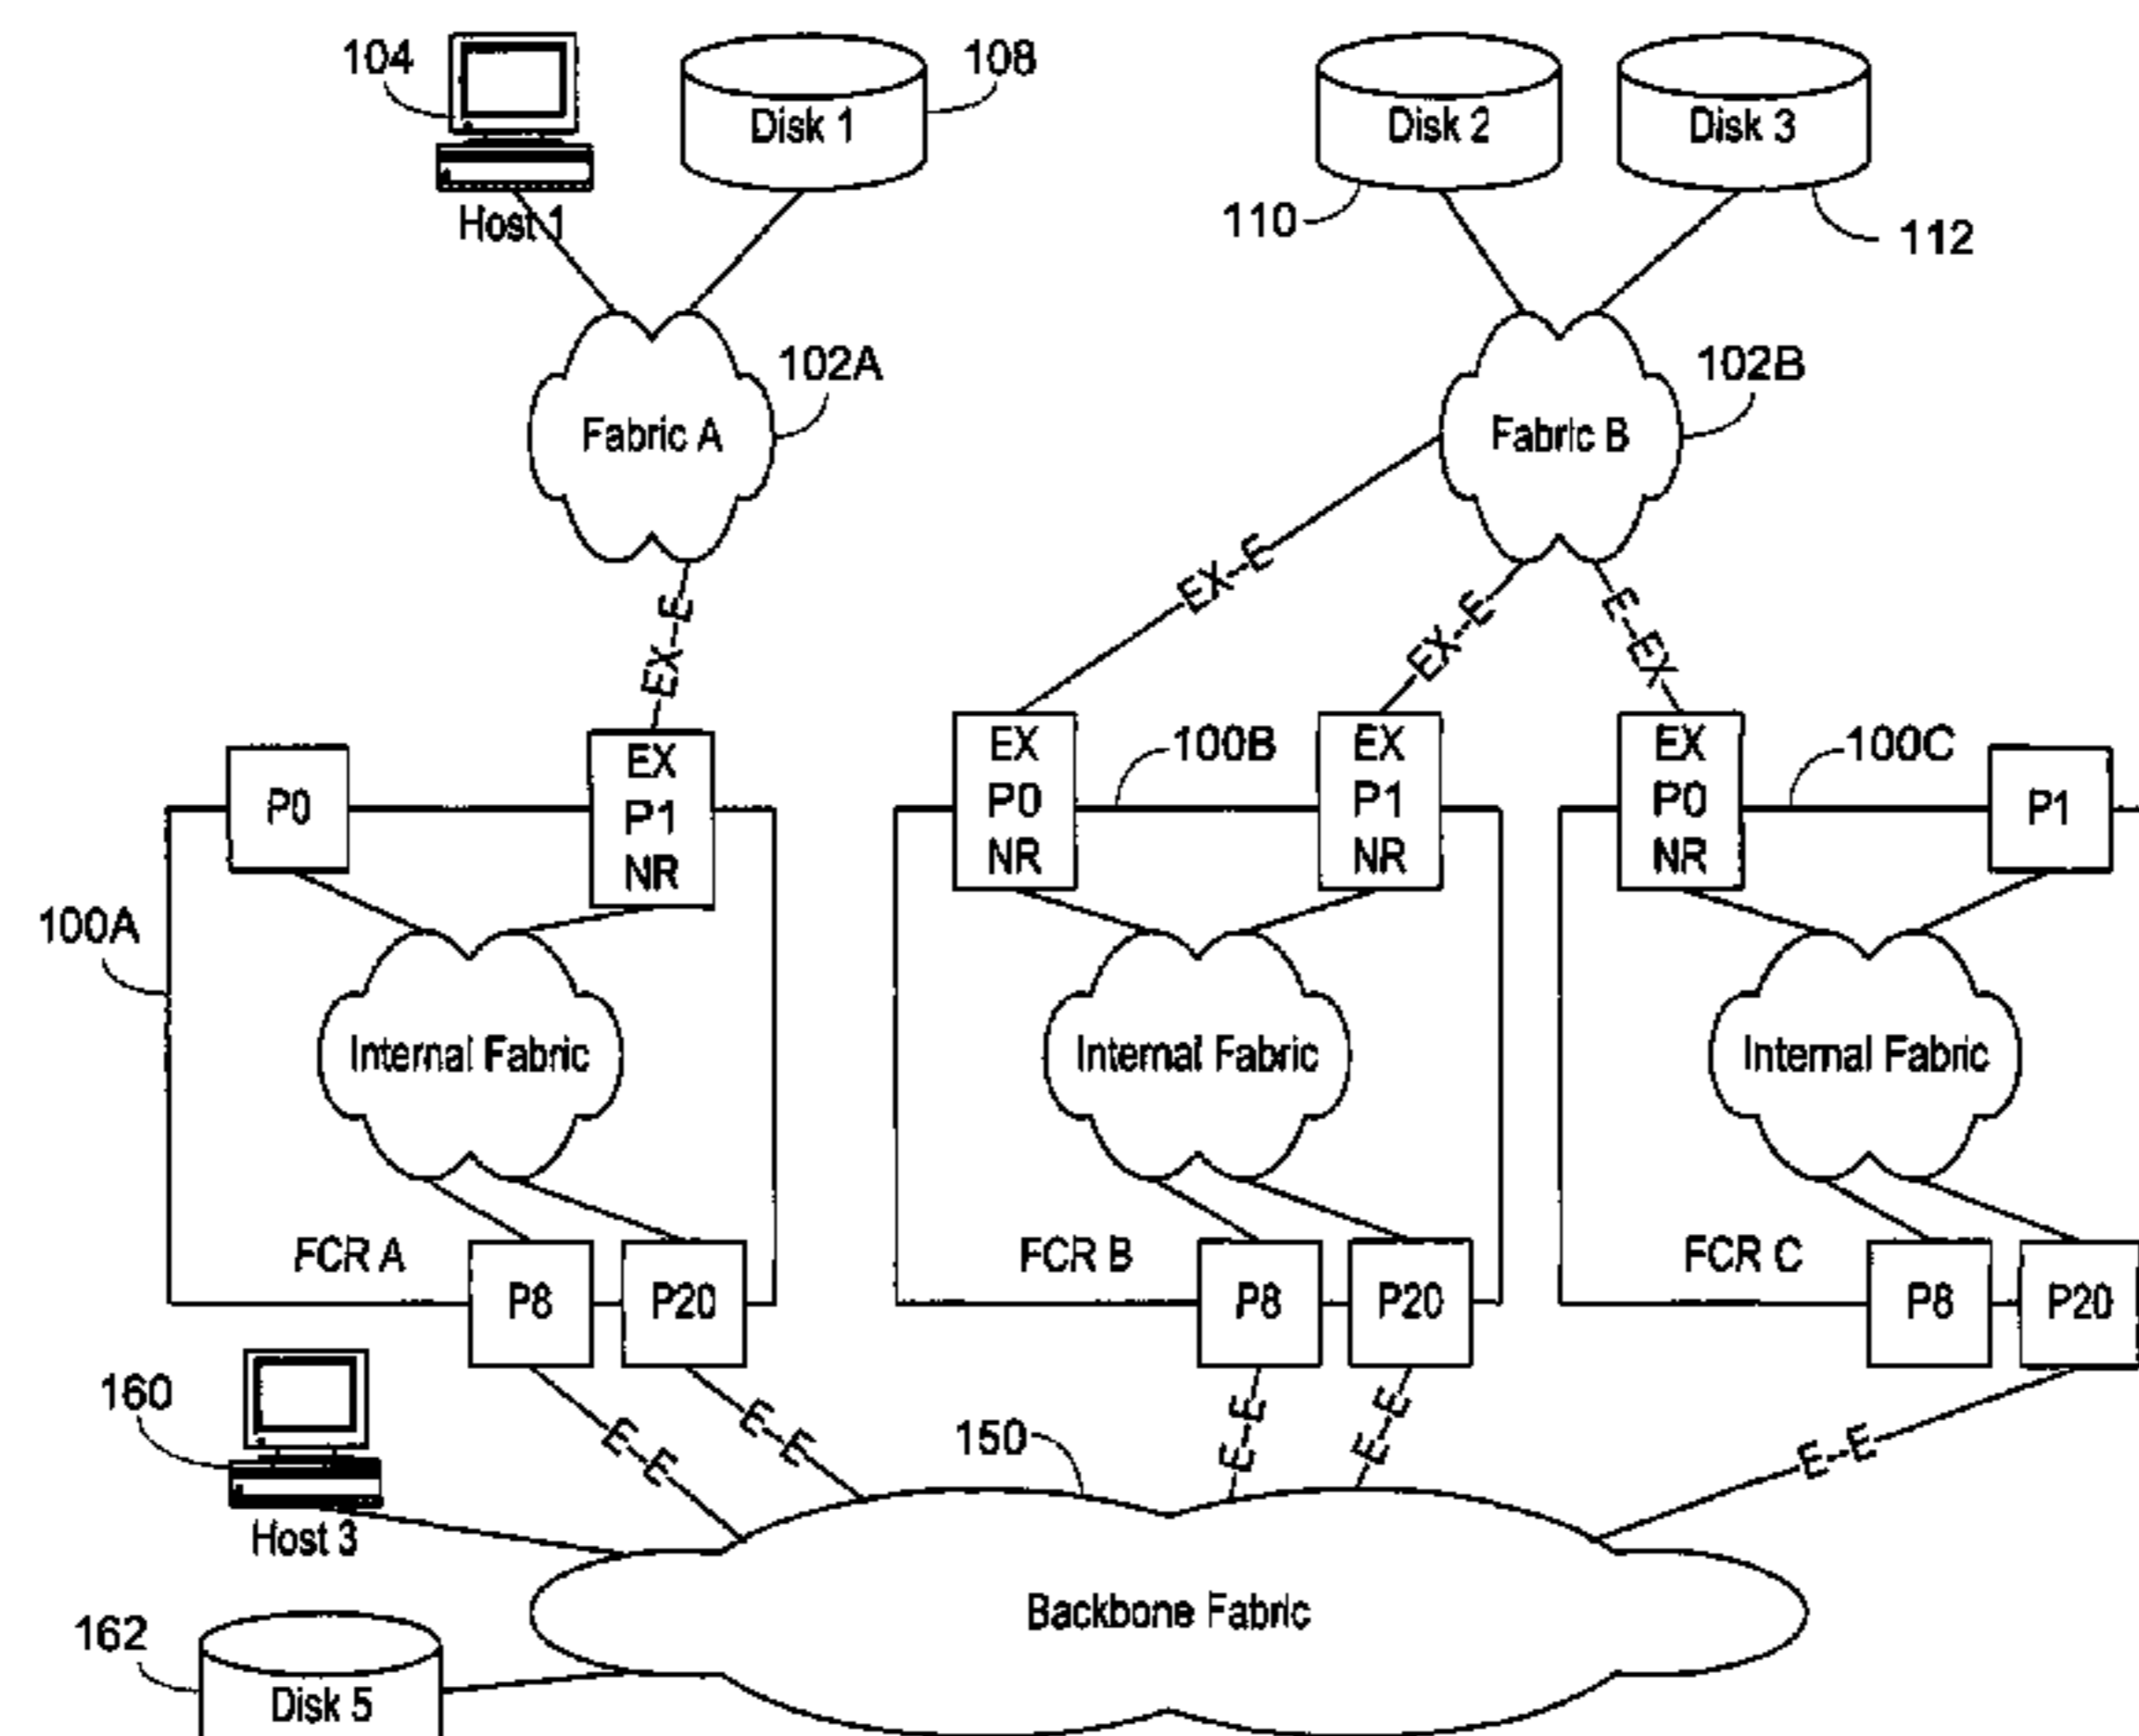 104
108
Disk 1
Disk 2
Disk 3
Host 1
110
112
102A
102B
Fabric A
Fabric B
EX-E
EX-E
EX-E
E-EX
100A
P0
EX
P1
NR
EX
P0
NR
100B
EX
P1
NR
EX
P0
NR
100C
P1
Internal Fabric
Internal Fabric
Internal Fabric
FCR A
P8
P20
FCR B
P8
P20
FCR C
P8
P20
160
Host 3
E-E
E-E
150
E-E
E-E
E-E
Backbone Fabric
162
Disk 5